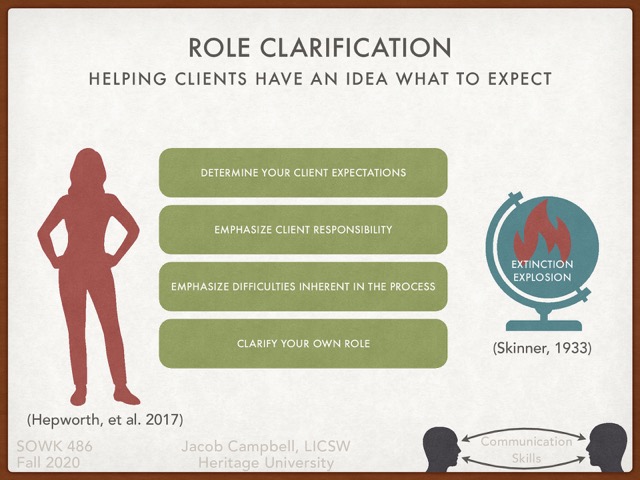 ROLE CLARIFICATION
HELPING CLIENTS HAVE AN IDEA WHAT TO EXPECT
DETERMINE YOUR CLIENT EXPECTATIONS
EMPHASIZE CLIENT RESPONSIBILITY
EMPHASIZE DIFFICULTIES INHERENT IN THE PROCESS
CLARIFY YOUR OWN ROLE
EXTINCTION
EXPLOSION
(Skinner, 1933)
(Hepworth, et al. 2017)
SOWK 486
Fall 2020
Jacob Campbell, LICSW
Heritage University
Communication
Skills